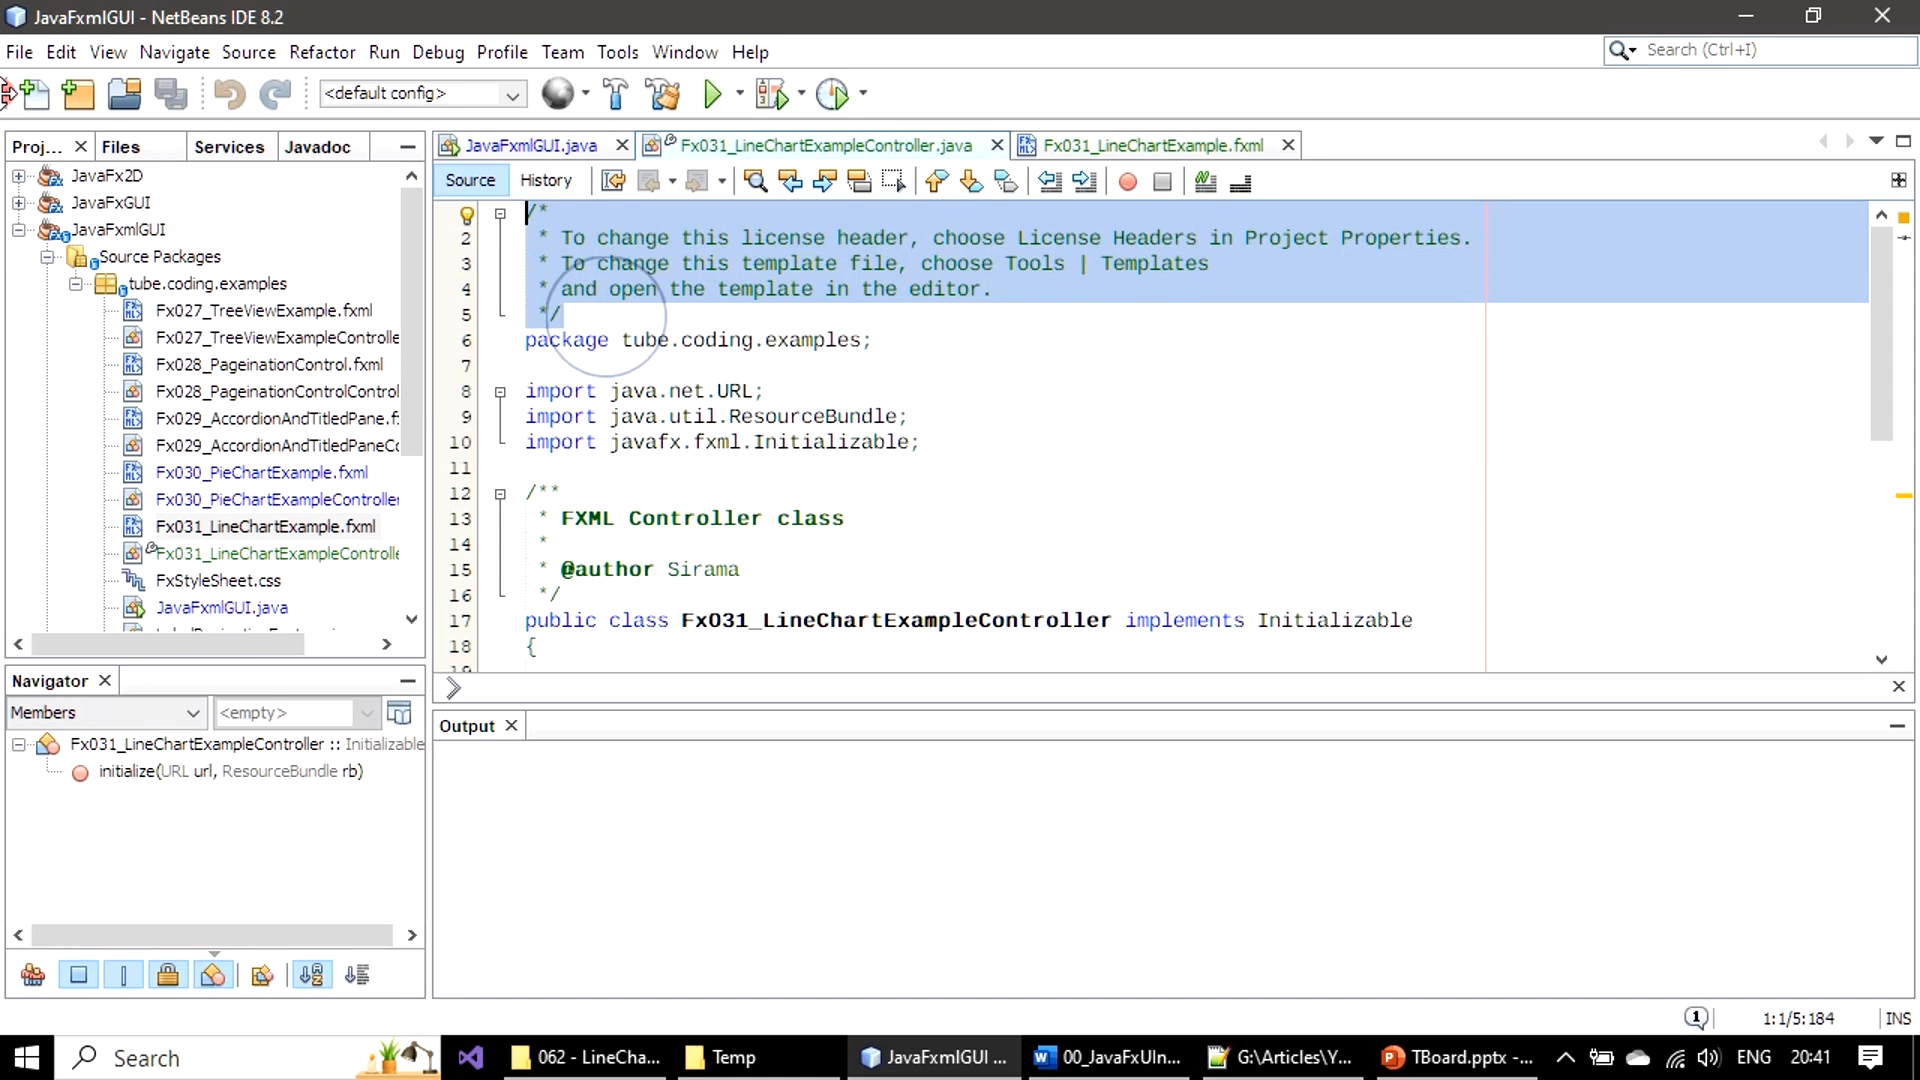 JavaFxmlGUI - NetBeans IDE 8.2
File Edit View Navigate Source Refactor Run Debug Profile Team Tools Window Help
Search (Ctrl+I)
<default config>
Proj... Files Services Javadoc
JavaFxmlGUI.java Fx031_LineChartExampleController.java Fx031_LineChartExample.fxml
Source History
JavaFx2D
JavaFxGUI
JavaFxmlGUI
Source Packages
tube.coding.examples
Fx027_TreeViewExample.fxml
Fx027_TreeViewExampleControlle
Fx028_PageinationControl.fxml
Fx028_PageinationControlControl
Fx029_AccordionAndTitledPane.f
Fx029_AccordionAndTitledPaneCo
Fx030_PieChartExample.fxml
Fx030_PieChartExampleController
Fx031_LineChartExample.fxml
Fx031_LineChartExampleControlle
FxStyleSheet.css
JavaFxmlGUI.java
/*
2 * To change this license header, choose License Headers in Project Properties.
3 * To change this template file, choose Tools | Templates
4 * and open the template in the editor.
5 */
6 package tube.coding.examples;
7
8 import java.net.URL;
9 import java.util.ResourceBundle;
10 import javafx.fxml.Initializable;
11
12 /**
13 * FXML Controller class
14 *
15 * @author Sirama
16 */
17 public class Fx031_LineChartExampleController implements Initializable
18 {
Navigator
Members <empty>
Fx031_LineChartExampleController :: Initializable
initialize(URL url, ResourceBundle rb)
Output
1 1:1/5:184 INS
Search
062 - LineCha...
Temp
JavaFxmlGUI ...
00_JavaFxUIn...
G:\Articles\Y...
TBoard.pptx -...
ENG 20:41